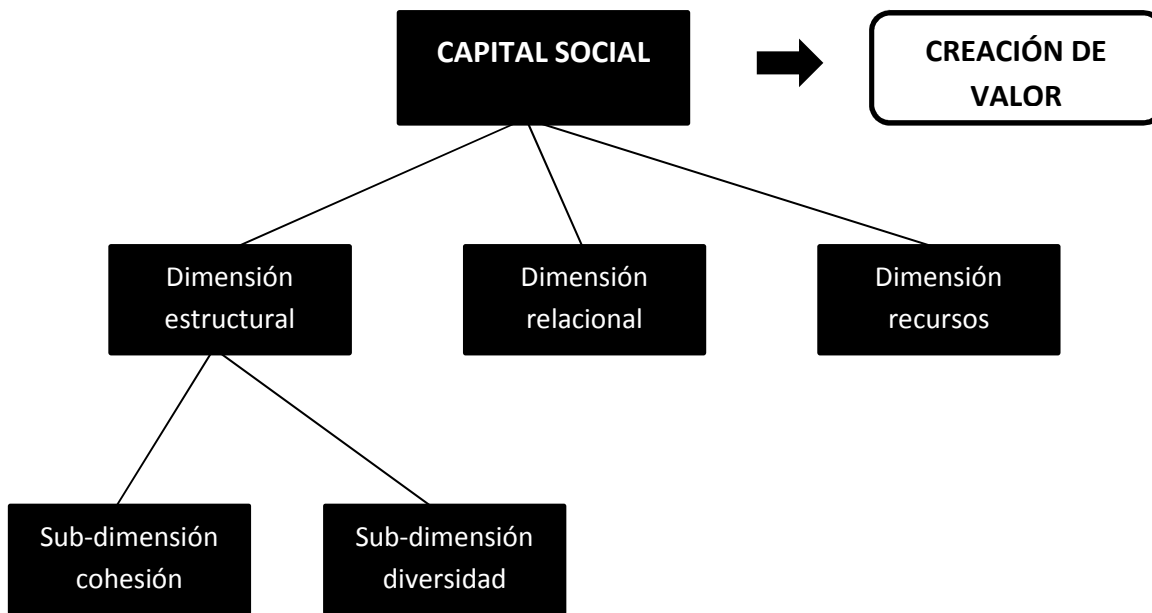 CAPITAL SOCIAL
CREACIÓN DE
VALOR
Dimensión
estructural
Dimensión
relacional
Dimensión
recursos
Sub-dimensión
cohesión
Sub-dimensión
diversidad